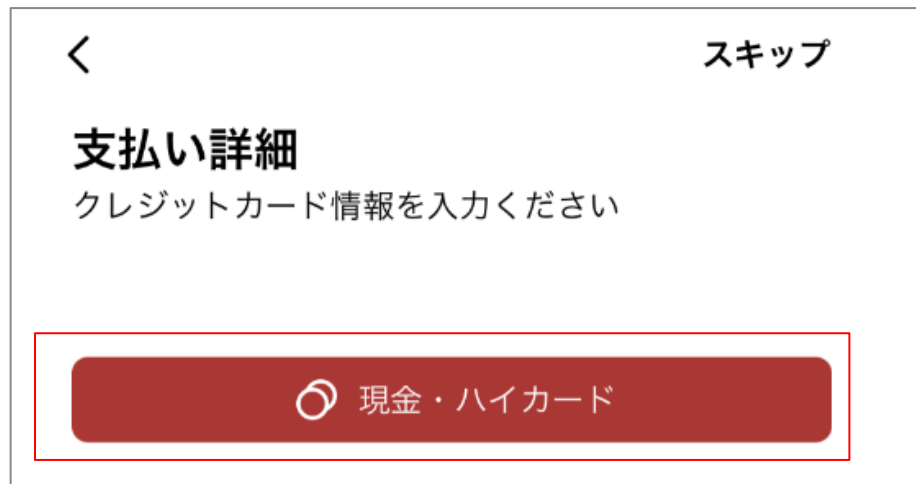 スキップ
支払い詳細
クレジットカード情報を入力ください
現金・ハイカード